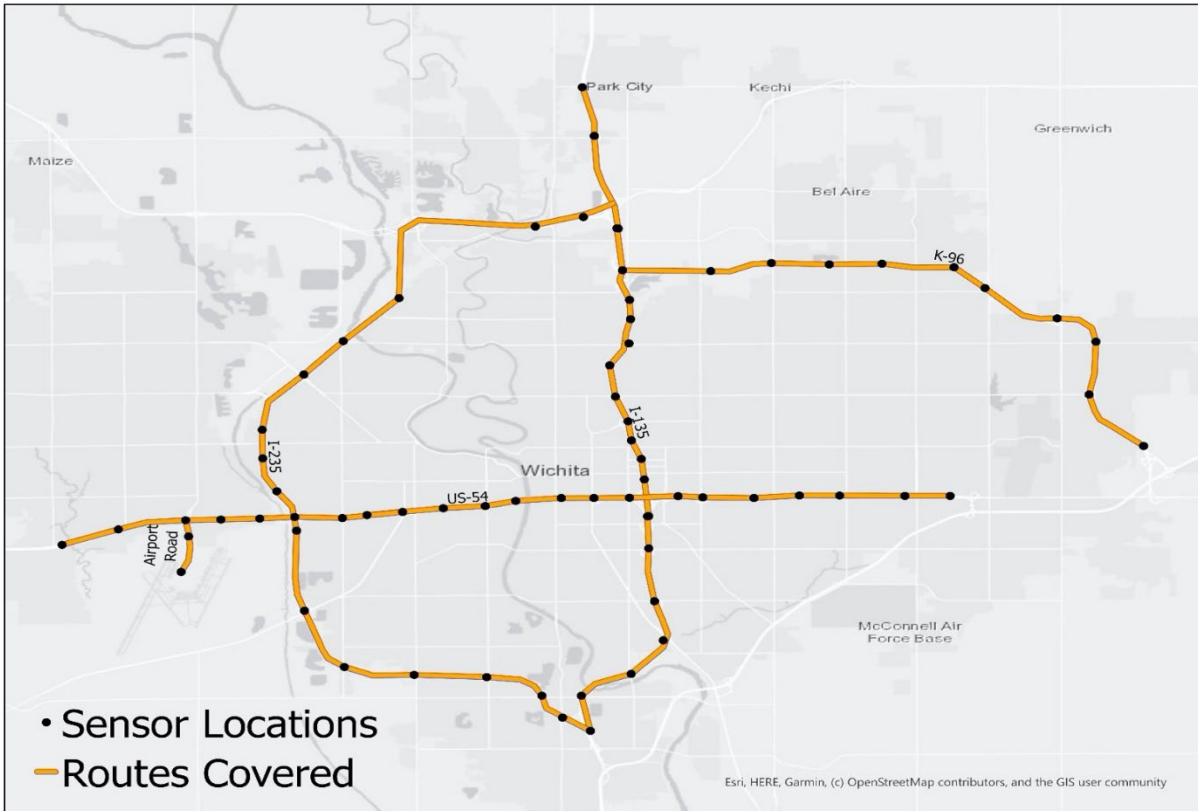 Park City
Kechi
Greenwich
Maize
Bel Aire
K-96
I-135
I-235
Wichita
US-54
Airport
Road
McConnell Air
Force Base
Sensor Locations
Routes Covered
Esri, HERE, Garmin, (c) OpenStreetMap contributors, and the GIS user community